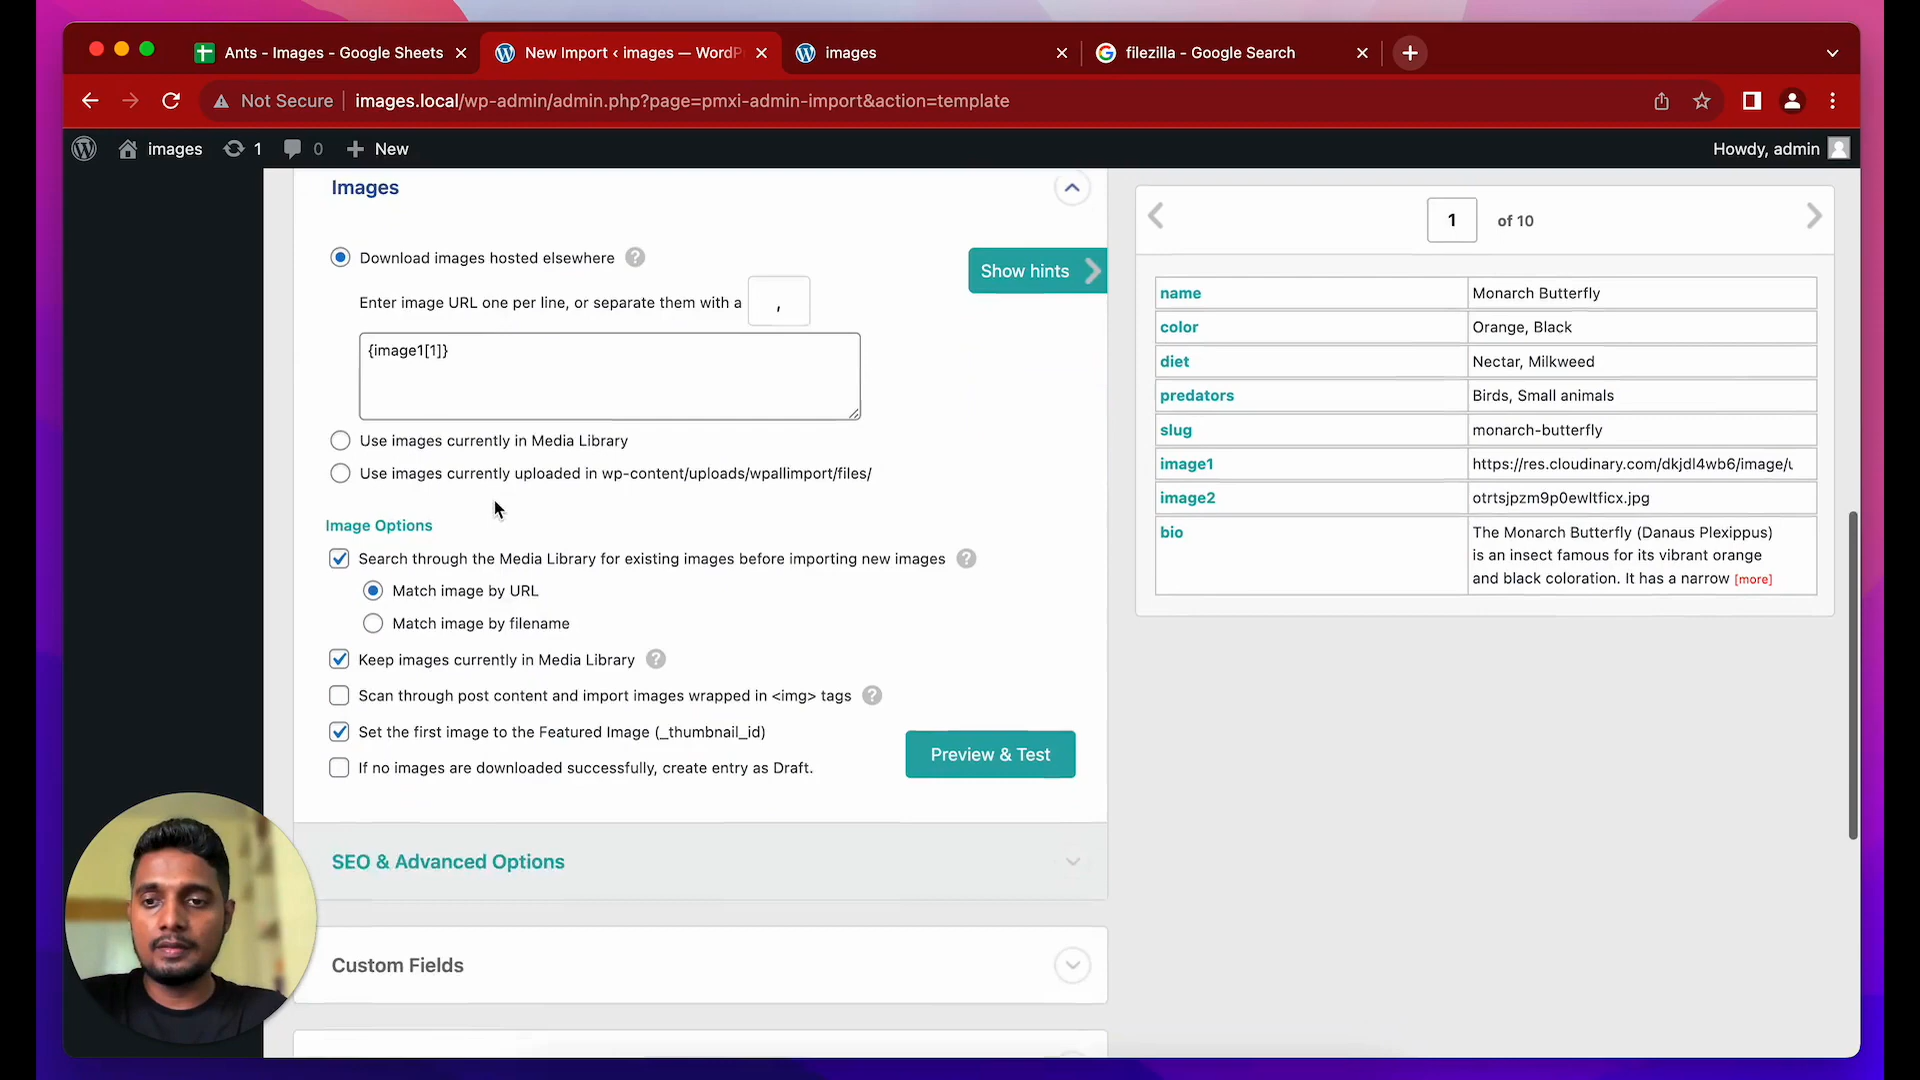 Ants - Images - Google Sheets
New Import ‹ images — WordP
images
filezilla - Google Search
Not Secure
images.local/wp-admin/admin.php?page=pmxi-admin-import&action=template
images
1
0
New
Howdy, admin
Images
Download images hosted elsewhere ?
Show hints
Enter image URL one per line, or separate them with a ,
{image1[1]}
Use images currently in Media Library
Use images currently uploaded in wp-content/uploads/wpallimport/files/
Image Options
Search through the Media Library for existing images before importing new images ?
Match image by URL
Match image by filename
Keep images currently in Media Library ?
Scan through post content and import images wrapped in <img> tags ?
Set the first image to the Featured Image (_thumbnail_id)
Preview & Test
If no images are downloaded successfully, create entry as Draft.
SEO & Advanced Options
Custom Fields
1 of 10
name Monarch Butterfly
color Orange, Black
diet Nectar, Milkweed
predators Birds, Small animals
slug monarch-butterfly
image1 https://res.cloudinary.com/dkjdl4wb6/image/u
image2 otrtsjpzm9p0ewltficx.jpg
bio The Monarch Butterfly (Danaus Plexippus)
is an insect famous for its vibrant orange
and black coloration. It has a narrow [more]